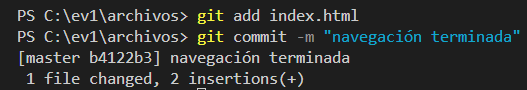 PS C:\ev1\archivos> git add index.html
PS C:\ev1\archivos> git commit -m "navegación terminada"
[master b4122b3] navegación terminada
 1 file changed, 2 insertions(+)